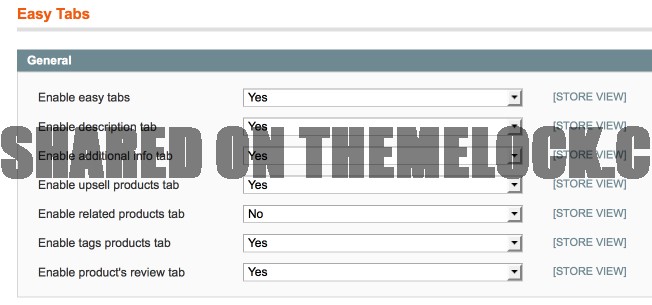 Easy Tabs
General
Enable easy tabs Yes [STORE VIEW]
Enable description tab Yes [STORE VIEW]
SHARED ON THEMELOCK.C
Enable addtional info tab Yes [STORE VIEW]
Enable upsell products tab Yes [STORE VIEW]
Enable related products tab No [STORE VIEW]
Enable tags products tab Yes [STORE VIEW]
Enable product's review tab Yes [STORE VIEW]